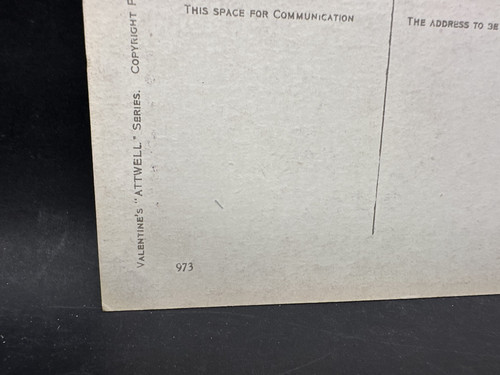 THIS SPACE FOR COMMUNICATION
THE ADDRESS TO BE
VALENTINE'S "ATTWELL" SERIES. COPYRIGHT
973